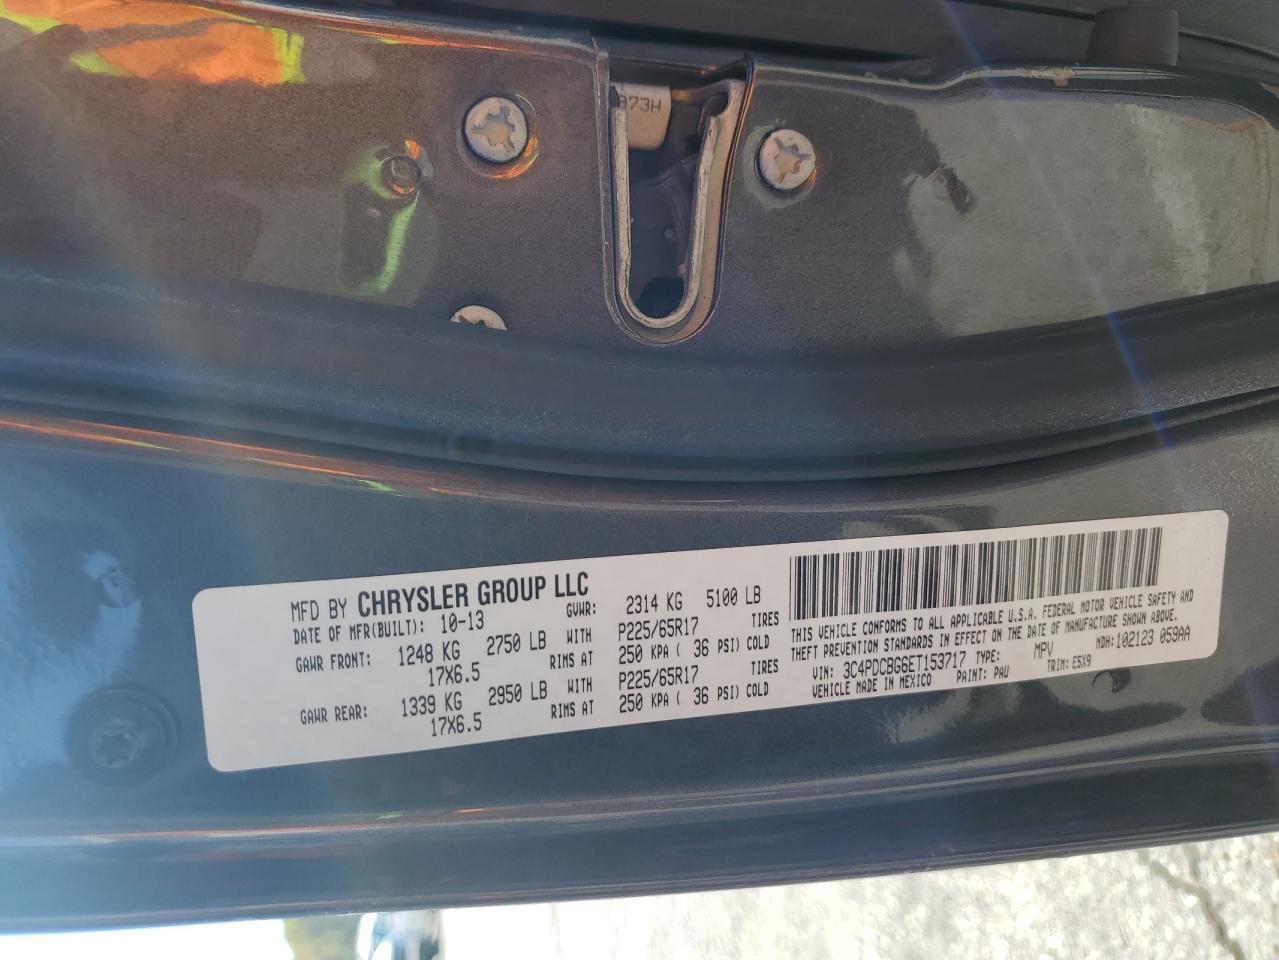 873H
MFD BY CHRYSLER GROUP LLC
DATE OF MFR(BUILT): 10-13 GVWR: 2314 KG 5100 LB
GAWR FRONT: 1248 KG 2750 LB WITH P225/65R17 TIRES
17X6.5 RIMS AT 250 KPA ( 36 PSI) COLD
GAWR REAR: 1339 KG 2950 LB WITH P225/65R17 TIRES
17X6.5 RIMS AT 250 KPA ( 36 PSI) COLD
THIS VEHICLE CONFORMS TO ALL APPLICABLE U.S.A. FEDERAL MOTOR VEHICLE SAFETY AND
THEFT PREVENTION STANDARDS IN EFFECT ON THE DATE OF MANUFACTURE SHOWN ABOVE.
MDH: 102123 059AA
VIN: 3C4PDCBG6ET153717 TYPE: MPV
VEHICLE MADE IN MEXICO PAINT: PAU TRIM: E5X9